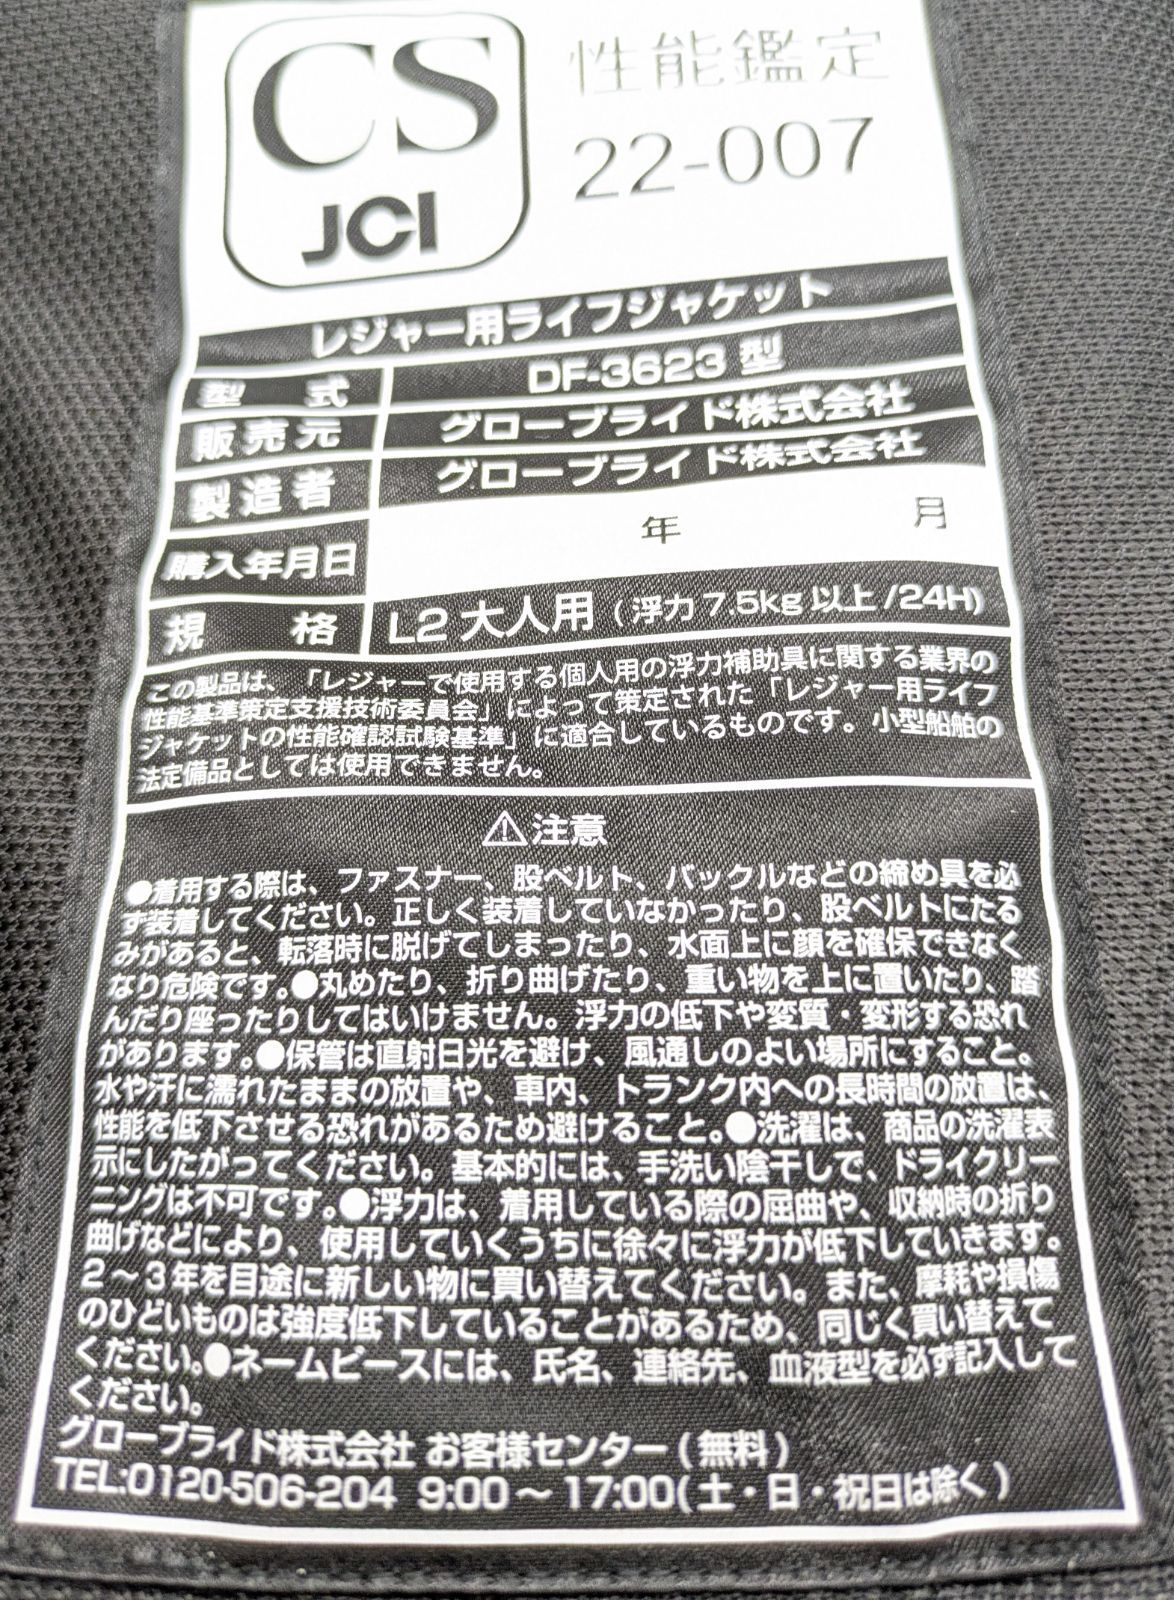 CS
JCI
性能鑑定
22-007
レジャー用ライフジャケット
型式 DF-3623 型
販売元 グローブライド株式会社
製造者 グローブライド株式会社
購入年月日 年 月
規格 L2 大人用 (浮力 7.5kg 以上 /24H)
この製品は、「レジャーで使用する個人用の浮力補助具に関する業界の
性能基準策定支援技術委員会」によって策定された「レジャー用ライフ
ジャケットの性能確認試験基準」に適合しているものです。小型船舶の
法定備品としては使用できません。
⚠注意
●着用する際は、ファスナー、股ベルト、バックルなどの締め具を必
ず装着してください。正しく装着していなかったり、股ベルトにたる
みがあると、転落時に脱げてしまったり、水面上に顔を確保できなく
なり危険です。●丸めたり、折り曲げたり、重い物を上に置いたり、踏
んだり座ったりしてはいけません。浮力の低下や変質・変形する恐れ
があります。●保管は直射日光を避け、風通しのよい場所にすること。
水や汗に濡れたままの放置や、車内、トランク内への長時間の放置は、
性能を低下させる恐れがあるため避けること。●洗濯は、商品の洗濯表
示にしたがってください。基本的には、手洗い陰干しで、ドライクリー
ニングは不可です。●浮力は、着用している際の屈曲や、収納時の折り
曲げなどにより、使用していくうちに徐々に浮力が低下していきます。
2～3年を目途に新しい物に買い替えてください。また、摩耗や損傷
のひどいものは強度低下していることがあるため、同じく買い替えて
ください。●ネームピースには、氏名、連絡先、血液型を必ず記入して
ください。
グローブライド株式会社 お客様センター (無料)
TEL:0120-506-204 9:00～17:00(土・日・祝日は除く)